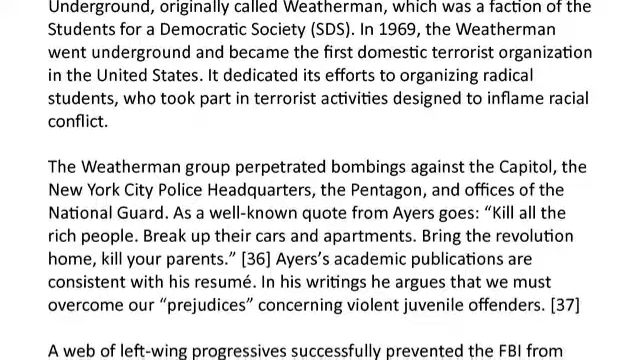 Underground, originally called Weatherman, which was a faction of the
Students for a Democratic Society (SDS). In 1969, the Weatherman
went underground and became the first domestic terrorist organization
in the United States. It dedicated its efforts to organizing radical
students, who took part in terrorist activities designed to inflame racial
conflict.

The Weatherman group perpetrated bombings against the Capitol, the
New York City Police Headquarters, the Pentagon, and offices of the
National Guard. As a well-known quote from Ayers goes: “Kill all the
rich people. Break up their cars and apartments. Bring the revolution
home, kill your parents.” [36] Ayers’s academic publications are
consistent with his resumé. In his writings he argues that we must
overcome our “prejudices” concerning violent juvenile offenders. [37]

A web of left-wing progressives successfully prevented the FBI from